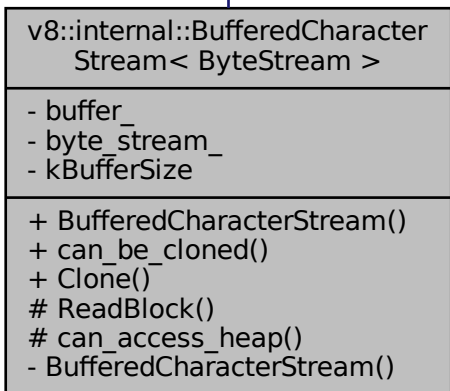 v8::internal::BufferedCharacter
Stream< ByteStream >
- buffer_
- byte_stream_
- kBufferSize
+ BufferedCharacterStream()
+ can_be_cloned()
+ Clone()
# ReadBlock()
# can_access_heap()
- BufferedCharacterStream()